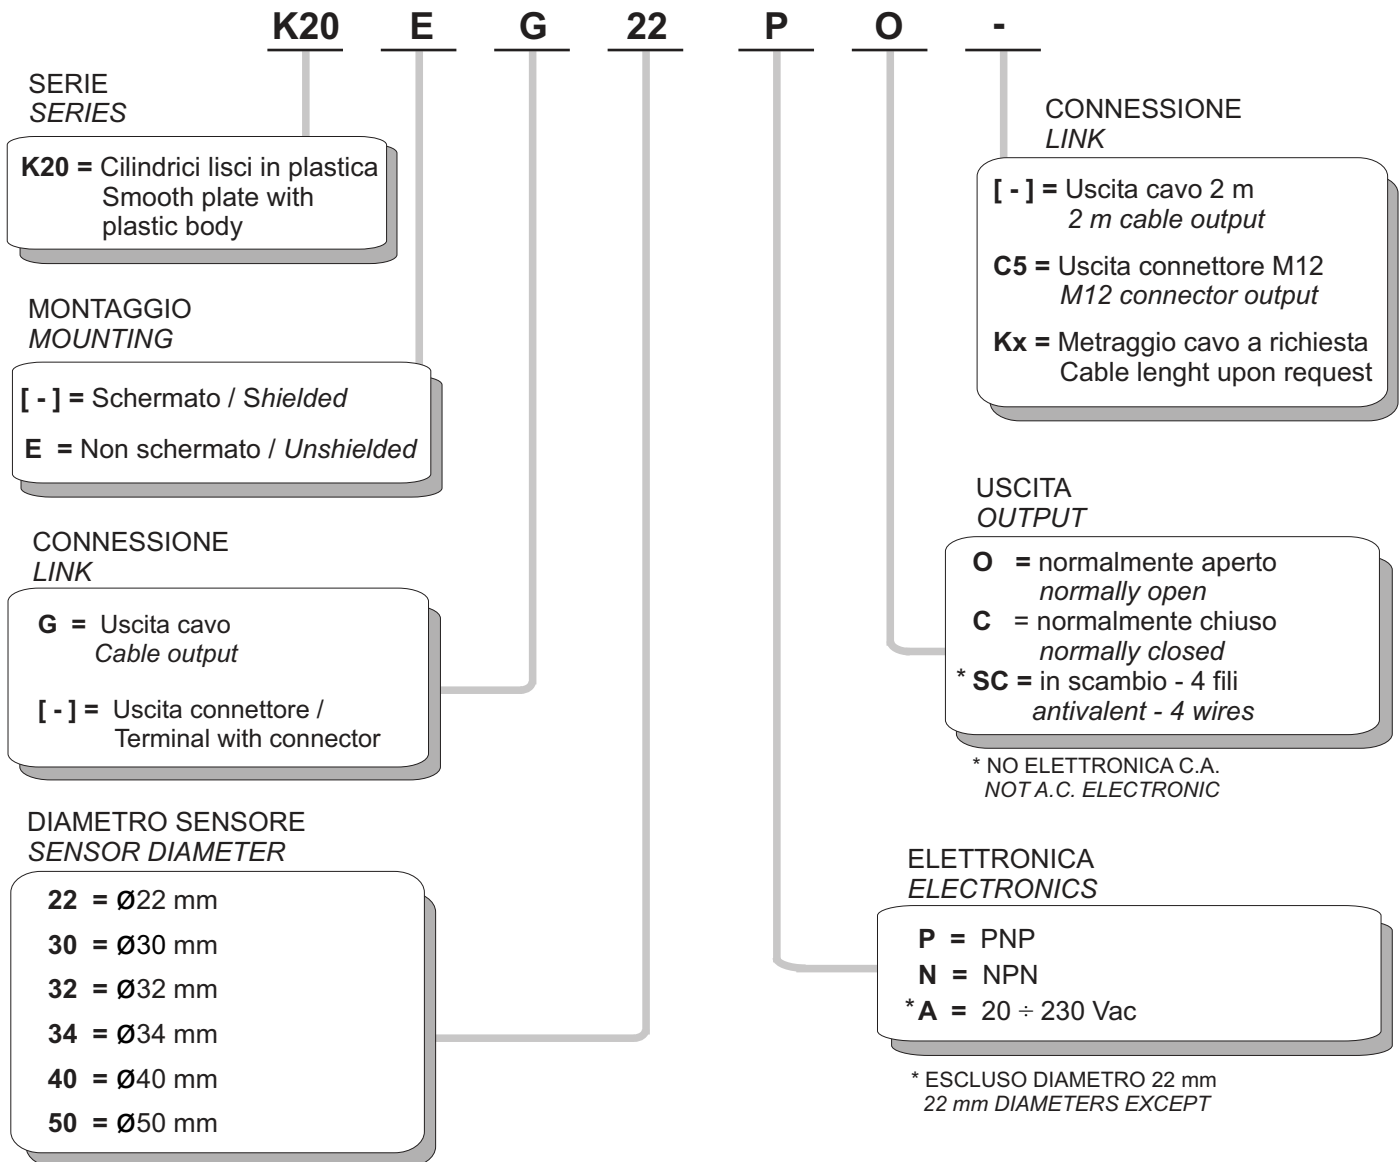 K20 E G 22 P O -
SERIE
SERIES
K20 = Cilindrici lisci in plastica
Smooth plate with
plastic body
MONTAGGIO
MOUNTING
[ - ] = Schermato / Shielded
E = Non schermato / Unshielded
CONNESSIONE
LINK
G = Uscita cavo
Cable output
[ - ] = Uscita connettore /
Terminal with connector
DIAMETRO SENSORE
SENSOR DIAMETER
22 = Ø22 mm
30 = Ø30 mm
32 = Ø32 mm
34 = Ø34 mm
40 = Ø40 mm
50 = Ø50 mm
CONNESSIONE
LINK
[ - ] = Uscita cavo 2 m
2 m cable output
C5 = Uscita connettore M12
M12 connector output
Kx = Metraggio cavo a richiesta
Cable lenght upon request
USCITA
OUTPUT
O = normalmente aperto
normally open
C = normalmente chiuso
normally closed
* SC = in scambio - 4 fili
antivalent - 4 wires
* NO ELETTRONICA C.A.
NOT A.C. ELECTRONIC
ELETTRONICA
ELECTRONICS
P = PNP
N = NPN
* A = 20 ÷ 230 Vac
* ESCLUSO DIAMETRO 22 mm
22 mm DIAMETERS EXCEPT